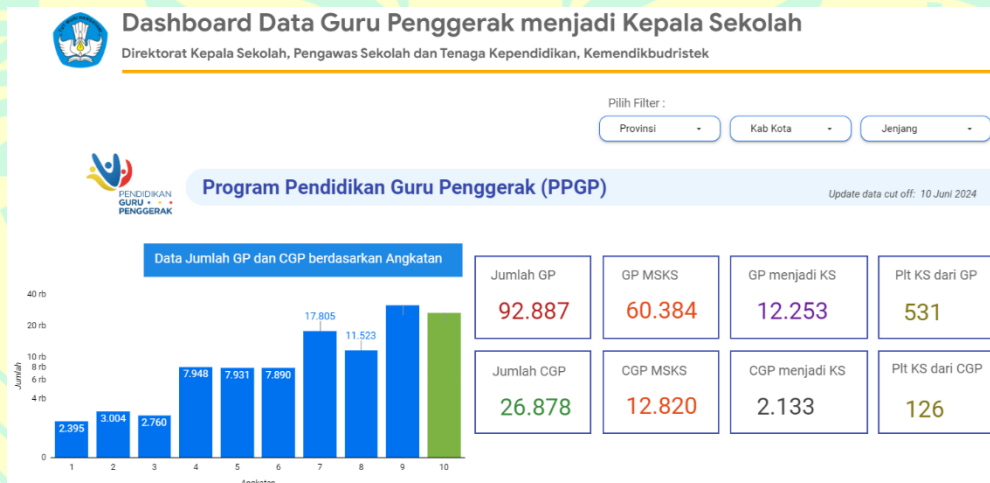 Dashboard Data Guru Penggerak menjadi Kepala Sekolah
Direktorat Kepala Sekolah, Pengawas Sekolah dan Tenaga Kependidikan, Kemendikbudristek
Pilih Filter :
Provinsi
Kab Kota
Jenjang
PENDIDIKAN
GURU
PENGGERAK
Program Pendidikan Guru Penggerak (PPGP)
Update data cut off: 10 Juni 2024
Data Jumlah GP dan CGP berdasarkan Angkatan
Jumlah
40 rb
20 rb
10 rb
8 rb
6 rb
4 rb
0
2.395
3.004
2.760
7.948
7.931
7.890
17.805
11.523
1 2 3 4 5 6 7 8 9 10
Angkatan
Jumlah GP
92.887
GP MSKS
60.384
GP menjadi KS
12.253
Plt KS dari GP
531
Jumlah CGP
26.878
CGP MSKS
12.820
CGP menjadi KS
2.133
Plt KS dari CGP
126